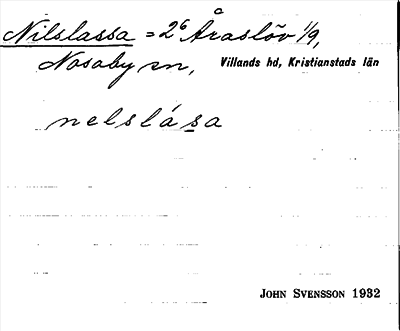 Nilslassa = 2⁶ Åraslöv 1/9,
Nosaby sn, Villands hd, Kristianstads län
nelslása
JOHN SVENSSON 1932